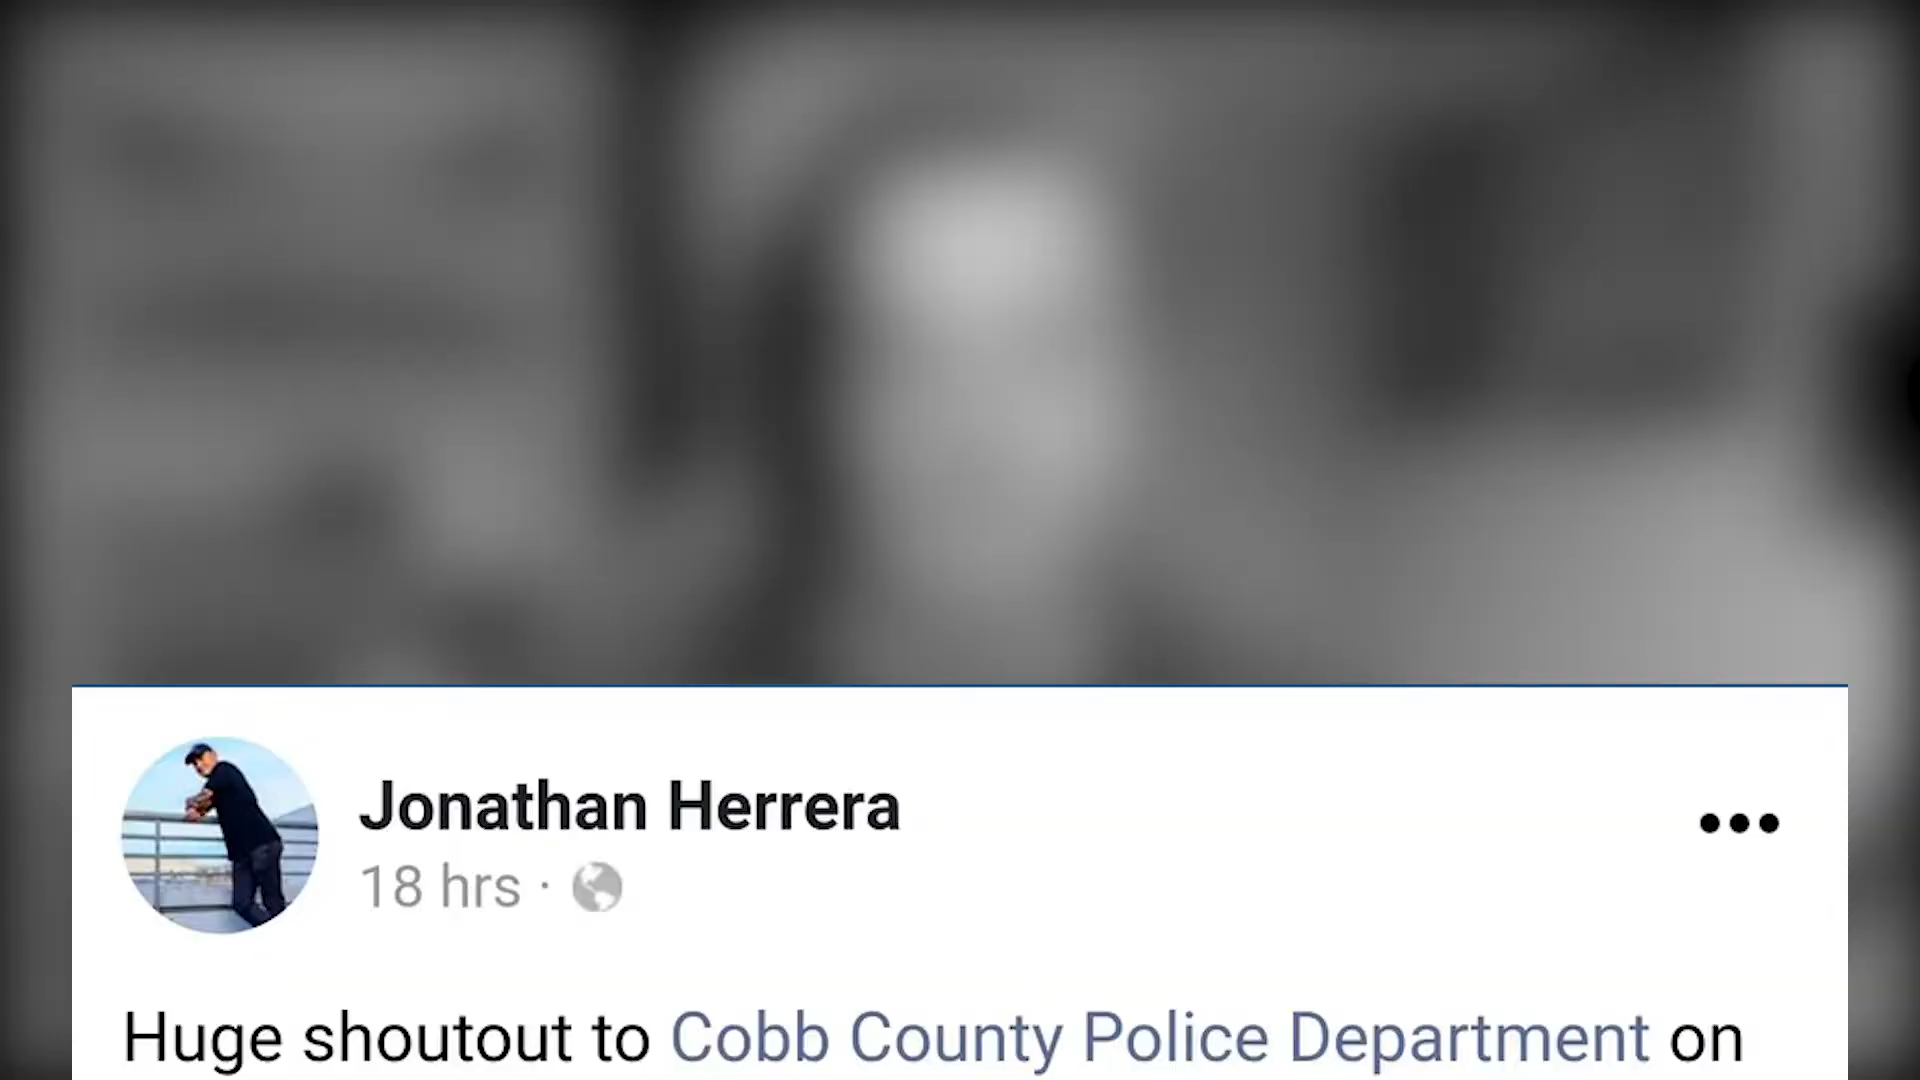 Jonathan Herrera
18 hrs ·
Huge shoutout to Cobb County Police Department on